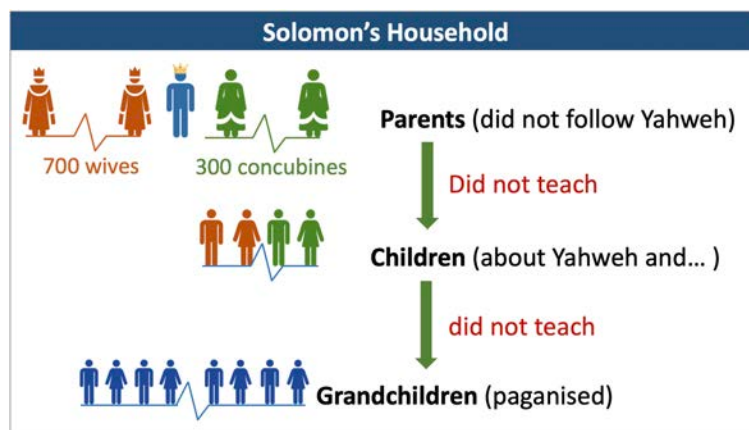 Solomon's Household
Parents (did not follow Yahweh)
700 wives
300 concubines
Did not teach
Children (about Yahweh and... )
did not teach
Grandchildren (paganised)